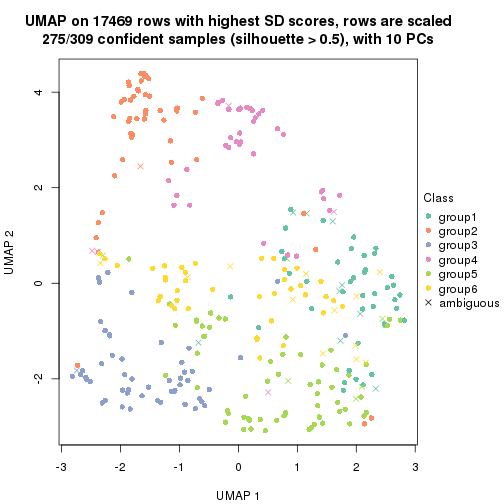 UMAP on 17469 rows with highest SD scores, rows are scaled
275/309 confident samples (silhouette > 0.5), with 10 PCs
4
2
0
-2
UMAP 2
-3
-2
-1
0
1
2
3
UMAP 1
Class
group1
group2
group3
group4
group5
group6
ambiguous